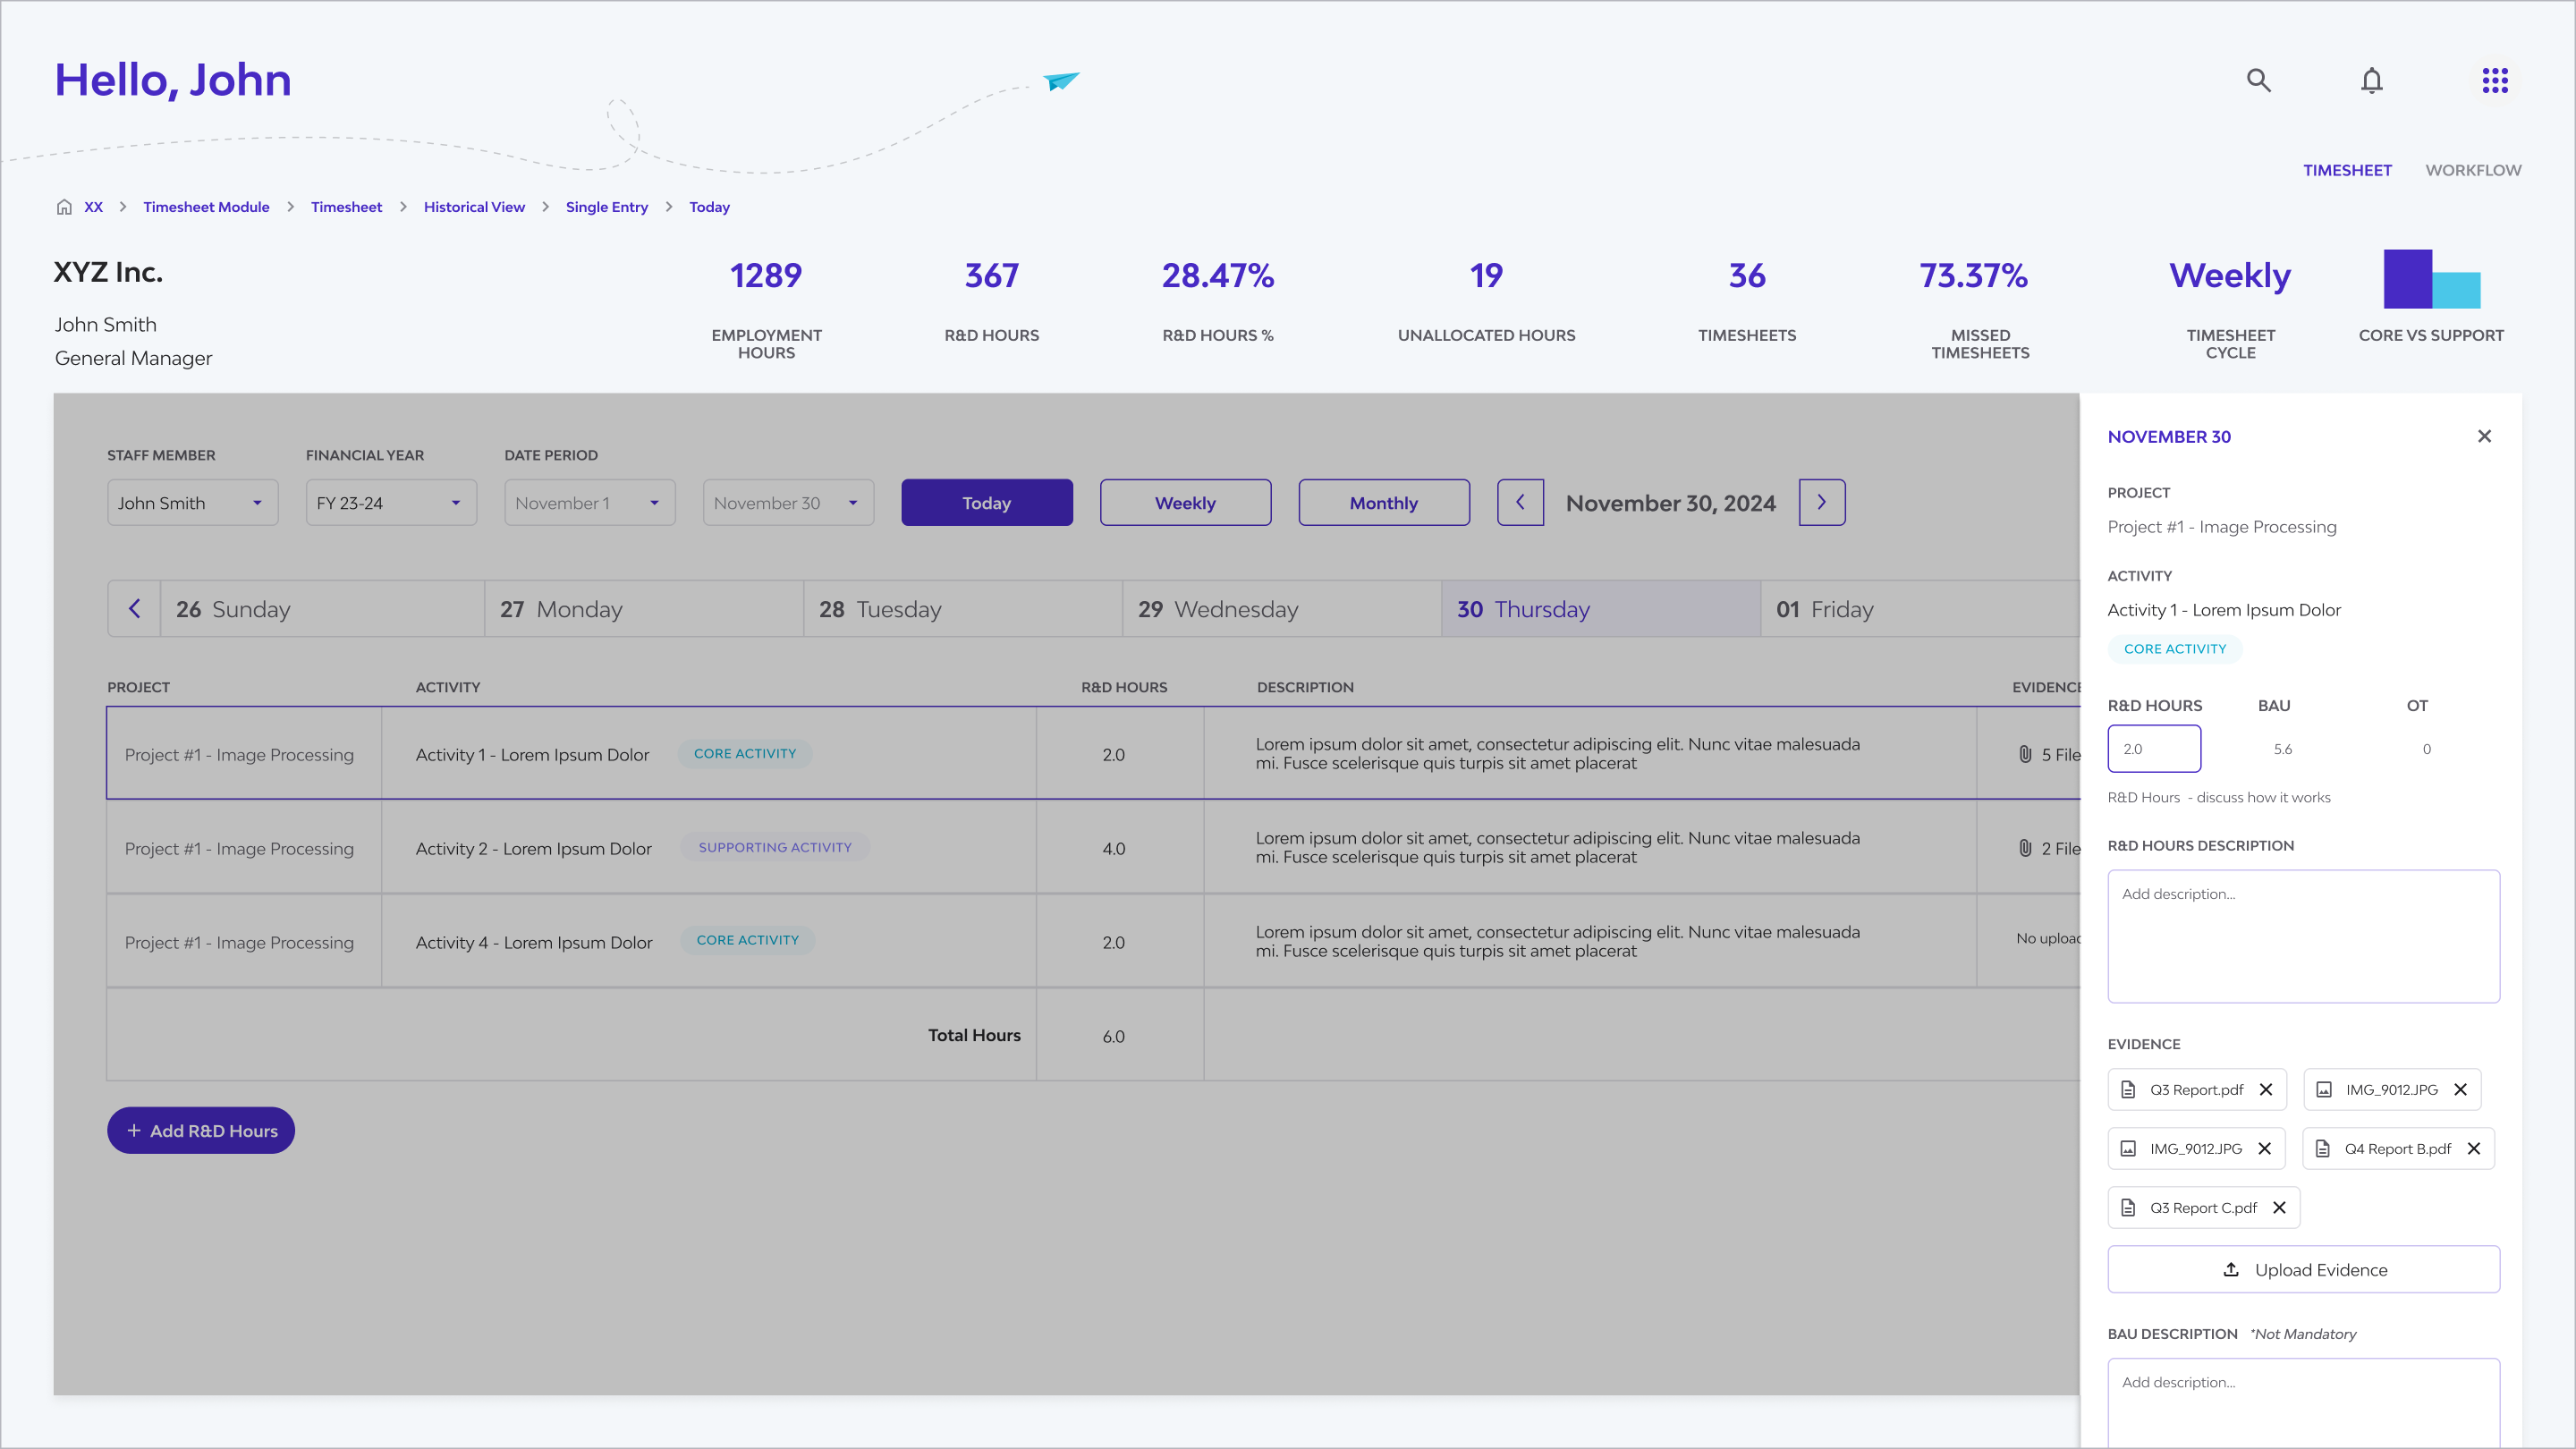 Hello, John
TIMESHEET WORKFLOW
XX > Timesheet Module > Timesheet > Historical View > Single Entry > Today
XYZ Inc.
John Smith
General Manager
1289
EMPLOYMENT
HOURS
367
R&D HOURS
28.47%
R&D HOURS %
19
UNALLOCATED HOURS
36
TIMESHEETS
73.37%
MISSED
TIMESHEETS
Weekly
TIMESHEET
CYCLE
CORE VS SUPPORT
STAFF MEMBER
John Smith
FINANCIAL YEAR
FY 23-24
DATE PERIOD
November 1
November 30
Today
Weekly
Monthly
November 30, 2024
26 Sunday
27 Monday
28 Tuesday
29 Wednesday
30 Thursday
01 Friday
PROJECT ACTIVITY R&D HOURS DESCRIPTION EVIDENCE
Project #1 - Image Processing
Activity 1 - Lorem Ipsum Dolor
CORE ACTIVITY
2.0
Lorem ipsum dolor sit amet, consectetur adipiscing elit. Nunc vitae malesuada
mi. Fusce scelerisque quis turpis sit amet placerat
5 File
Project #1 - Image Processing
Activity 2 - Lorem Ipsum Dolor
SUPPORTING ACTIVITY
4.0
Lorem ipsum dolor sit amet, consectetur adipiscing elit. Nunc vitae malesuada
mi. Fusce scelerisque quis turpis sit amet placerat
2 File
Project #1 - Image Processing
Activity 4 - Lorem Ipsum Dolor
CORE ACTIVITY
2.0
Lorem ipsum dolor sit amet, consectetur adipiscing elit. Nunc vitae malesuada
mi. Fusce scelerisque quis turpis sit amet placerat
No upload
Total Hours
6.0
+ Add R&D Hours
NOVEMBER 30
PROJECT
Project #1 - Image Processing
ACTIVITY
Activity 1 - Lorem Ipsum Dolor
CORE ACTIVITY
R&D HOURS BAU OT
2.0 5.6 0
R&D Hours - discuss how it works
R&D HOURS DESCRIPTION
Add description...
EVIDENCE
Q3 Report.pdf
IMG_9012.JPG
IMG_9012.JPG
Q4 Report B.pdf
Q3 Report C.pdf
Upload Evidence
BAU DESCRIPTION *Not Mandatory
Add description...